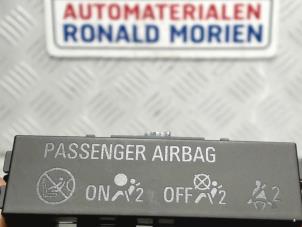 AUTOMATERIALEN
RONALD MORIEN
PASSENGER AIRBAG
ON 2 OFF 2 2